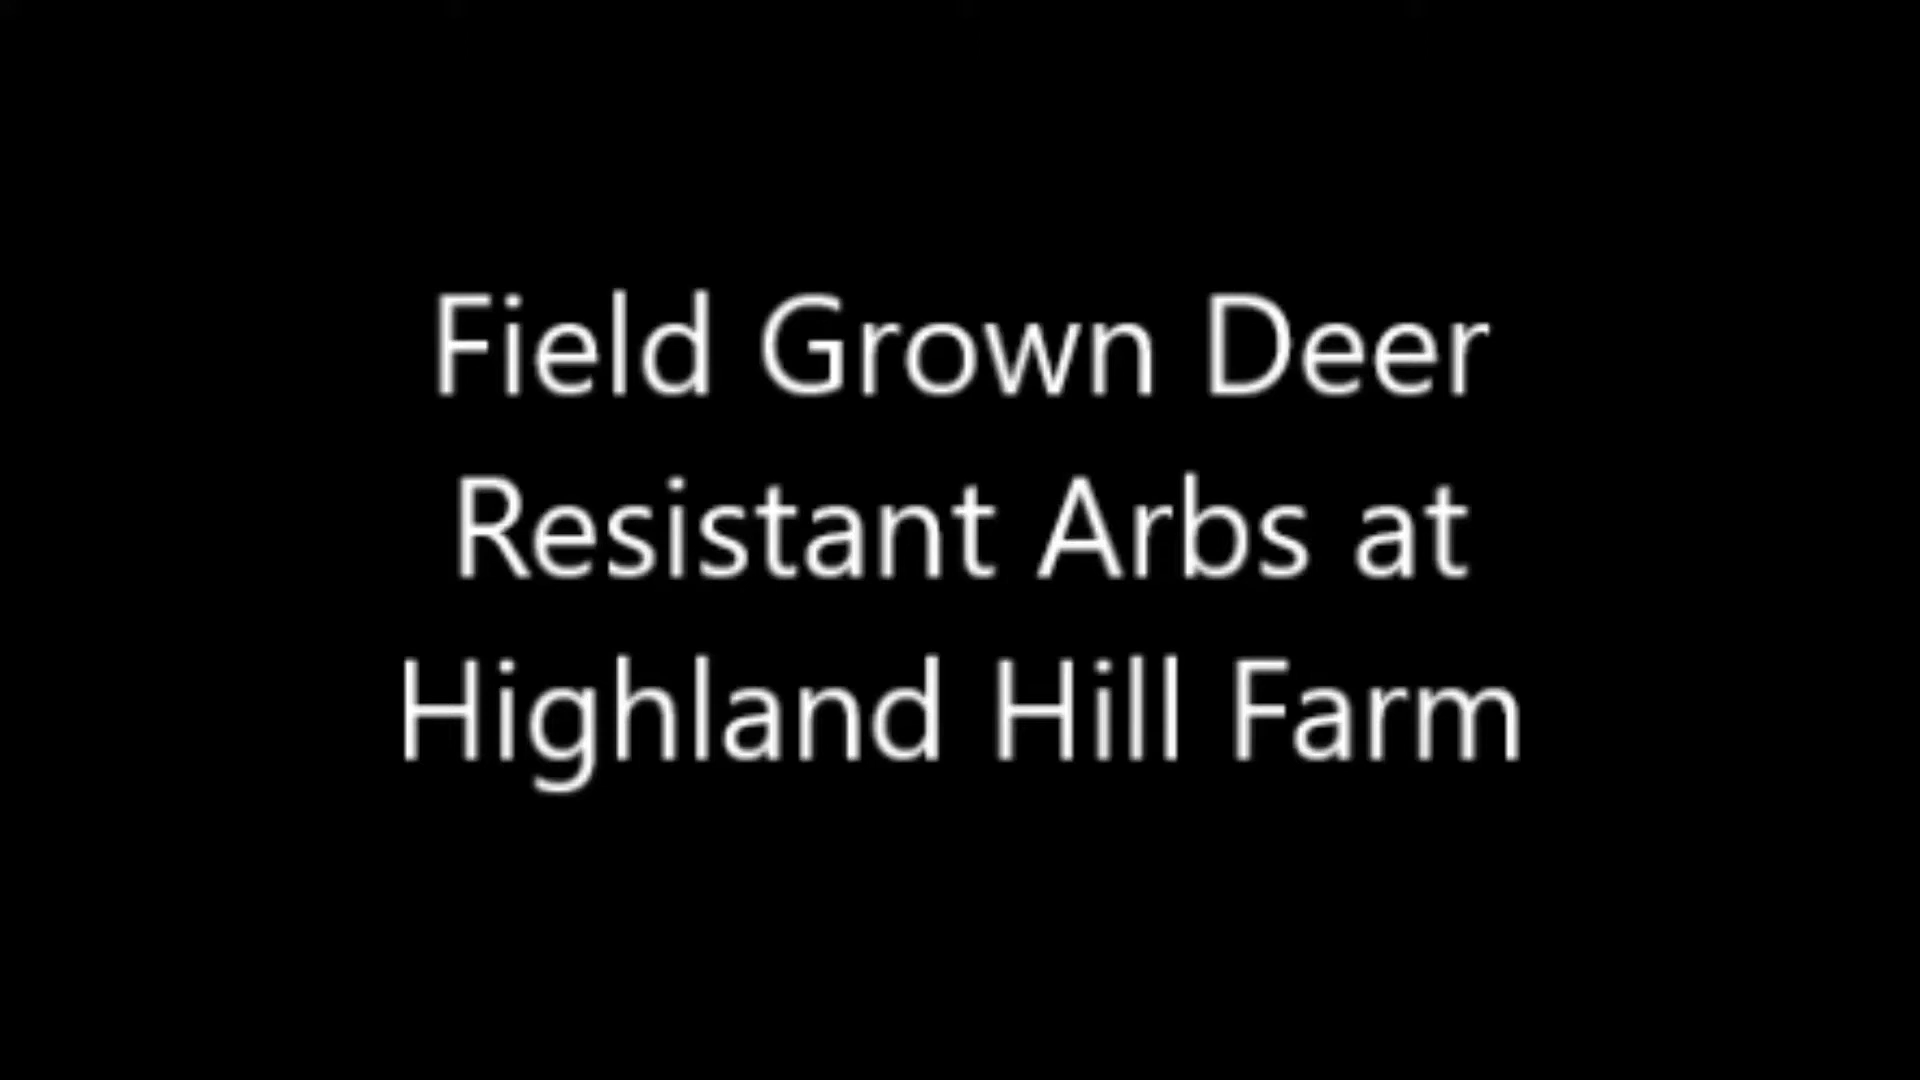 Field Grown Deer
Resistant Arbs at
Highland Hill Farm